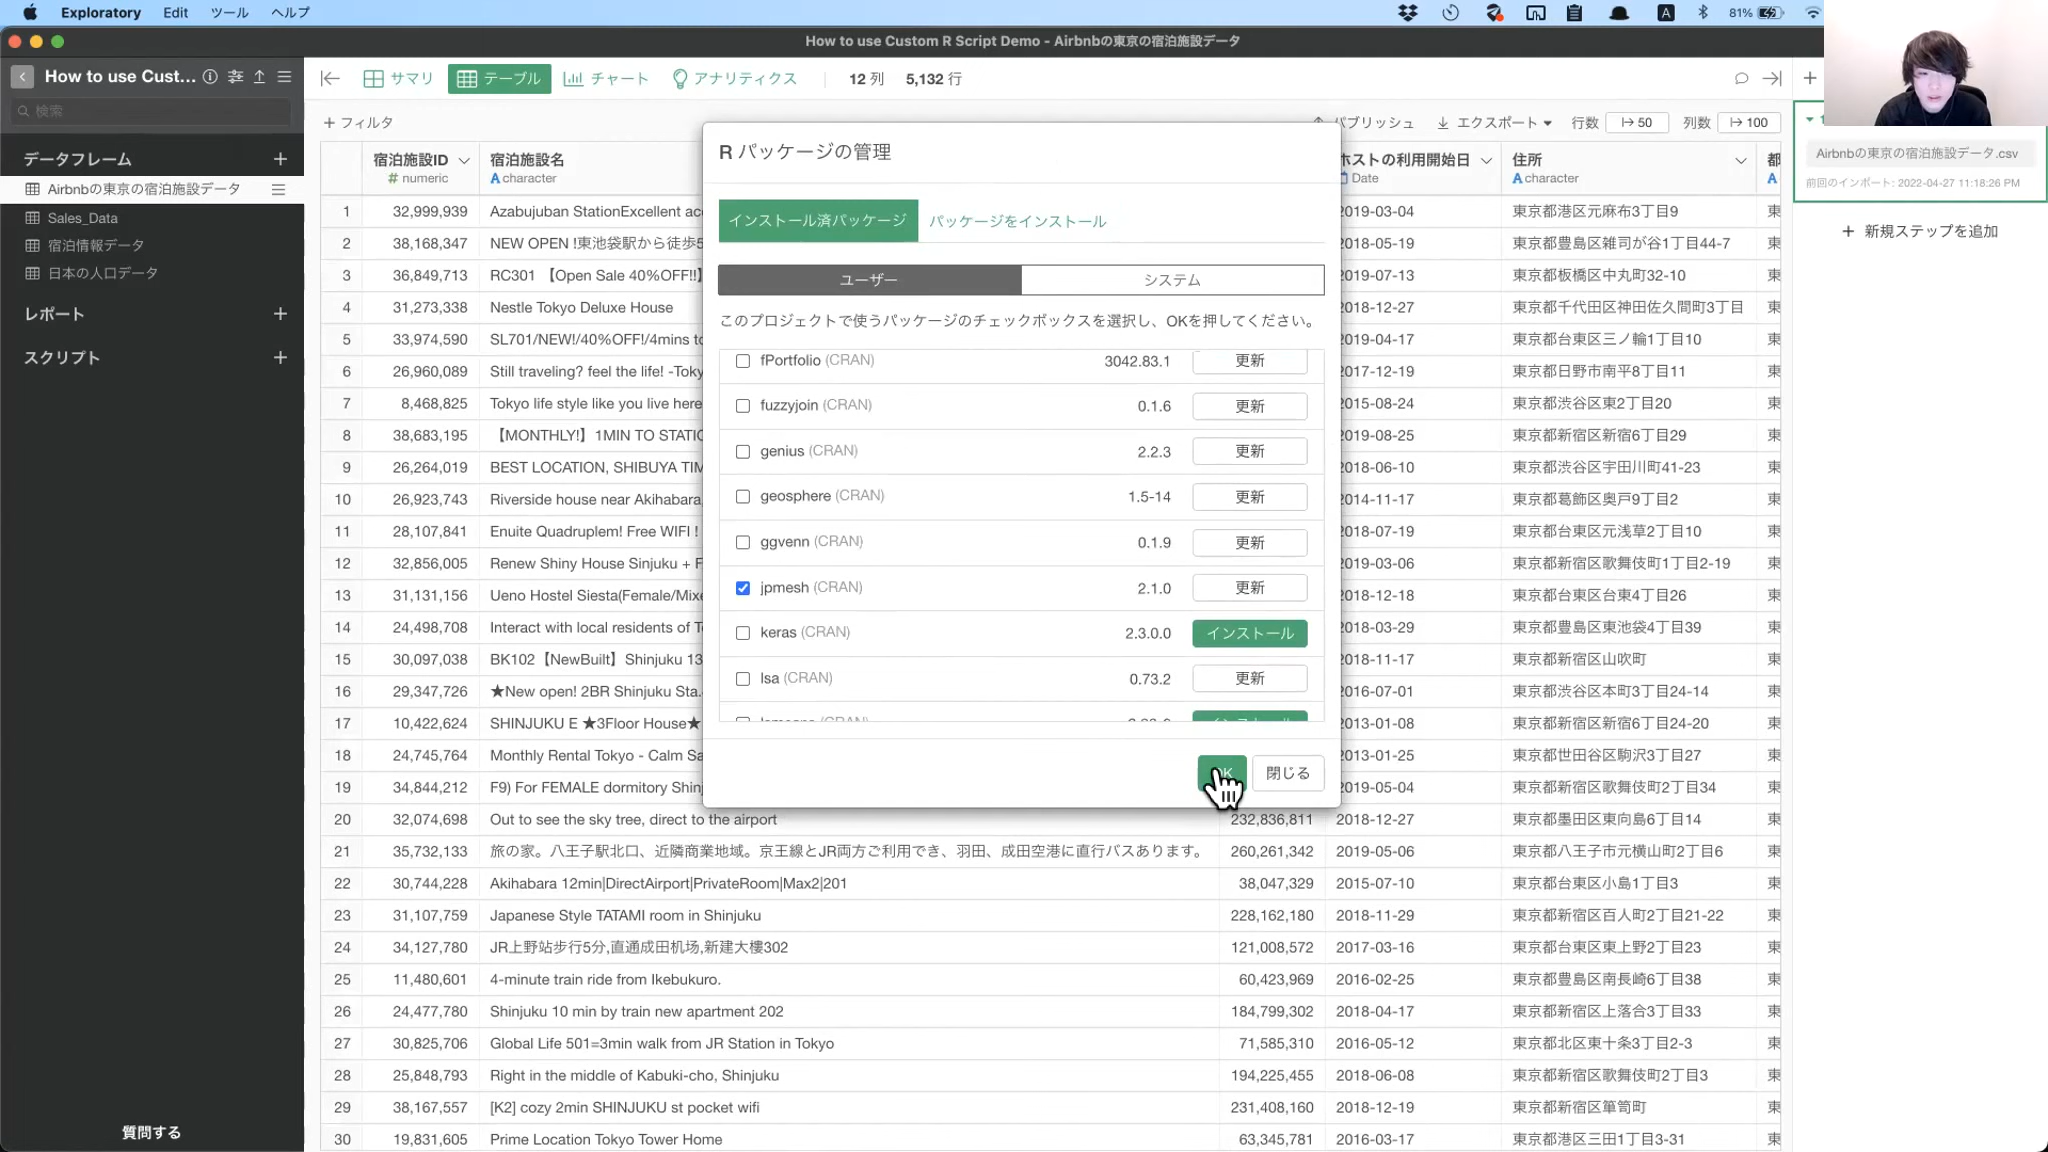 Exploratory Edit ツール ヘルプ
A 81%
How to use Custom R Script Demo - Airbnbの東京の宿泊施設データ
How to use Cust...
検索
データフレーム
Airbnbの東京の宿泊施設データ
Sales_Data
宿泊情報データ
日本の人口データ
レポート
スクリプト
質問する
サマリ テーブル チャート アナリティクス 12 列 5,132 行
+ フィルタ
パブリッシュ エクスポート 行数 50 列数 100
宿泊施設ID 宿泊施設名 ホストの利用開始日 住所 都
# numeric A character Date A character A
1 32,999,939 Azabujuban StationExcellent acc 2019-03-04 東京都港区元麻布3丁目9 東
2 38,168,347 NEW OPEN !東池袋駅から徒歩5 2018-05-19 東京都豊島区雑司が谷1丁目44-7 東
3 36,849,713 RC301 【Open Sale 40%OFF!!】 2019-07-13 東京都板橋区中丸町32-10 東
4 31,273,338 Nestle Tokyo Deluxe House 2018-12-27 東京都千代田区神田佐久間町3丁目 東
5 33,974,590 SL701/NEW!/40%OFF!/4mins to 2019-04-17 東京都台東区三ノ輪1丁目10 東
6 26,960,089 Still traveling? feel the life! -Toky 2017-12-19 東京都日野市南平8丁目11 東
7 8,468,825 Tokyo life style like you live here 2015-08-24 東京都渋谷区東2丁目20 東
8 38,683,195 【MONTHLY!】1MIN TO STATIO 2019-08-25 東京都新宿区新宿6丁目29 東
9 26,264,019 BEST LOCATION, SHIBUYA TIM 2018-06-10 東京都渋谷区宇田川町41-23 東
10 26,923,743 Riverside house near Akihabara, 2014-11-17 東京都葛飾区奥戸9丁目2 東
11 28,107,841 Enuite Quadruplem! Free WIFI ! 2018-07-19 東京都台東区元浅草2丁目10 東
12 32,856,005 Renew Shiny House Sinjuku + F 2019-03-06 東京都新宿区歌舞伎町1丁目2-19 東
13 31,131,156 Ueno Hostel Siesta(Female/Mixe 2018-12-18 東京都台東区台東4丁目26 東
14 24,498,708 Interact with local residents of To 2018-03-29 東京都豊島区東池袋4丁目39 東
15 30,097,038 BK102【NewBuilt】Shinjuku 13 2018-11-17 東京都新宿区山吹町 東
16 29,347,726 ★New open! 2BR Shinjuku Sta. 2016-07-01 東京都渋谷区本町3丁目24-14 東
17 10,422,624 SHINJUKU E ★3Floor House★ 2013-01-08 東京都新宿区新宿6丁目24-20 東
18 24,745,764 Monthly Rental Tokyo - Calm Sa 2013-01-25 東京都世田谷区駒沢3丁目27 東
19 34,844,212 F9) For FEMALE dormitory Shinj 2019-05-04 東京都新宿区歌舞伎町2丁目34 東
20 32,074,698 Out to see the sky tree, direct to the airport 232,836,811 2018-12-27 東京都墨田区東向島6丁目14 東
21 35,732,133 旅の家。八王子駅北口、近隣商業地域。京王線とJR両方ご利用でき、羽田、成田空港に直行バスあります。 260,261,342 2019-05-06 東京都八王子市元横山町2丁目6 東
22 30,744,228 Akihabara 12min|DirectAirport|PrivateRoom|Max2|201 38,047,329 2015-07-10 東京都台東区小島1丁目3 東
23 31,107,759 Japanese Style TATAMI room in Shinjuku 228,162,180 2018-11-29 東京都新宿区百人町2丁目21-22 東
24 34,127,780 JR上野站步行5分,直通成田机场,新建大樓302 121,008,572 2017-03-16 東京都台東区東上野2丁目23 東
25 11,480,601 4-minute train ride from Ikebukuro. 60,423,969 2016-02-25 東京都豊島区南長崎6丁目38 東
26 24,477,780 Shinjuku 10 min by train new apartment 202 184,799,302 2018-04-17 東京都新宿区上落合3丁目33 東
27 30,825,706 Global Life 501=3min walk from JR Station in Tokyo 71,585,310 2016-05-12 東京都北区東十条3丁目2-3 東
28 25,848,793 Right in the middle of Kabuki-cho, Shinjuku 194,225,455 2018-06-08 東京都新宿区歌舞伎町2丁目3 東
29 38,167,557 [K2] cozy 2min SHINJUKU st pocket wifi 231,408,160 2018-12-19 東京都新宿区箪笥町 東
30 19,831,605 Prime Location Tokyo Tower Home 63,345,781 2016-03-17 東京都港区三田1丁目3-31 東
R パッケージの管理
インストール済パッケージ パッケージをインストール
ユーザー システム
このプロジェクトで使うパッケージのチェックボックスを選択し、OKを押してください。
fPortfolio (CRAN) 3042.83.1 更新
fuzzyjoin (CRAN) 0.1.6 更新
genius (CRAN) 2.2.3 更新
geosphere (CRAN) 1.5-14 更新
ggvenn (CRAN) 0.1.9 更新
jpmesh (CRAN) 2.1.0 更新
keras (CRAN) 2.3.0.0 インストール
lsa (CRAN) 0.73.2 更新
閉じる
Airbnbの東京の宿泊施設データ.csv
前回のインポート: 2022-04-27 11:18:26 PM
+ 新規ステップを追加